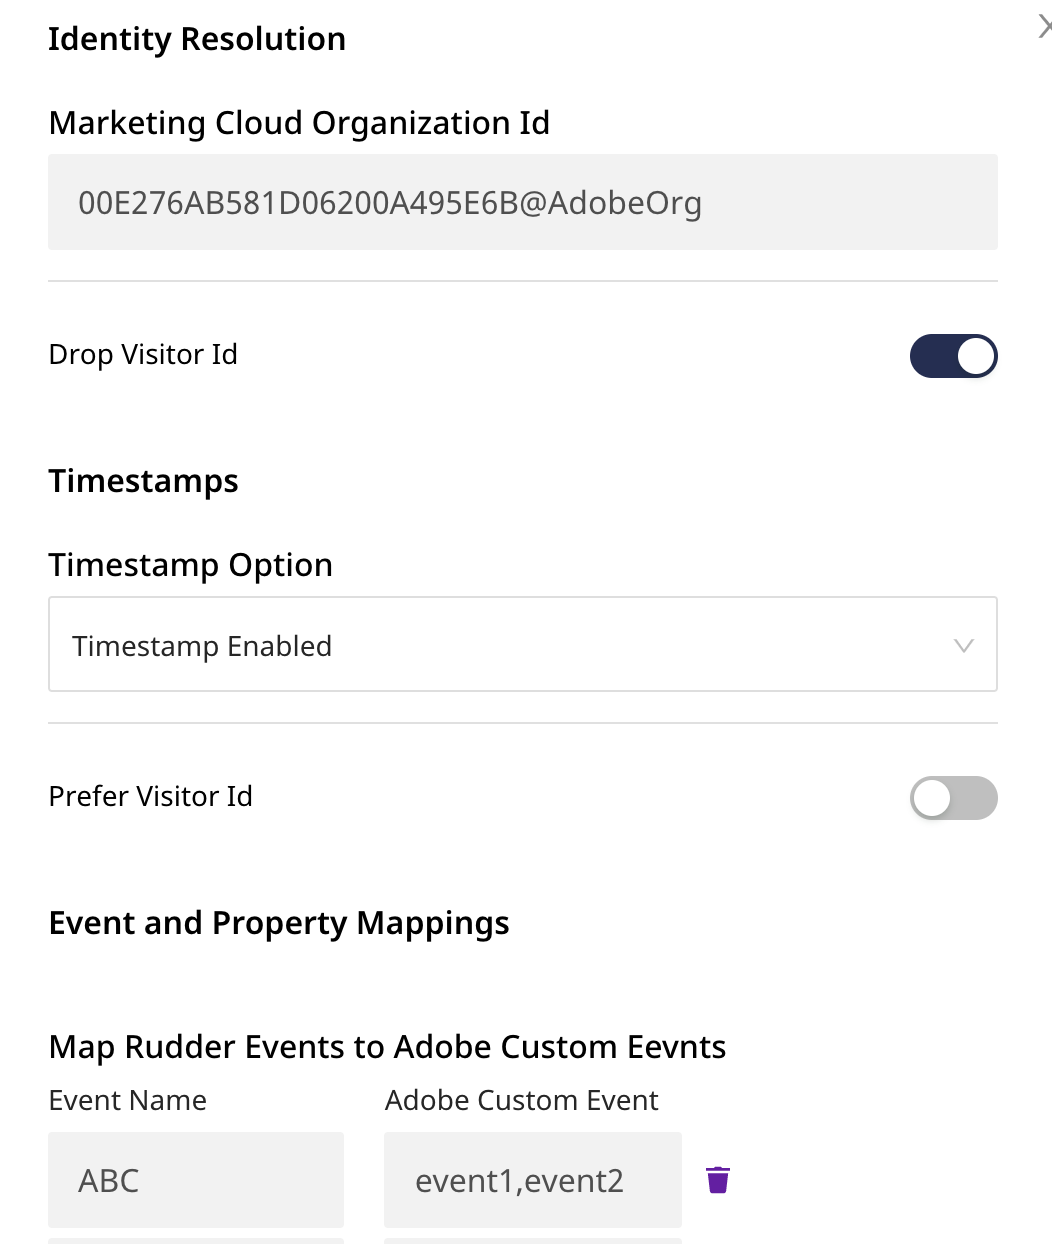 Identity Resolution
Marketing Cloud Organization Id
00E276AB581D06200A495E6B@AdobeOrg
Drop Visitor Id
Timestamps
Timestamp Option
Timestamp Enabled
Prefer Visitor Id
Event and Property Mappings
Map Rudder Events to Adobe Custom Eevnts
Event Name Adobe Custom Event
ABC event1,event2